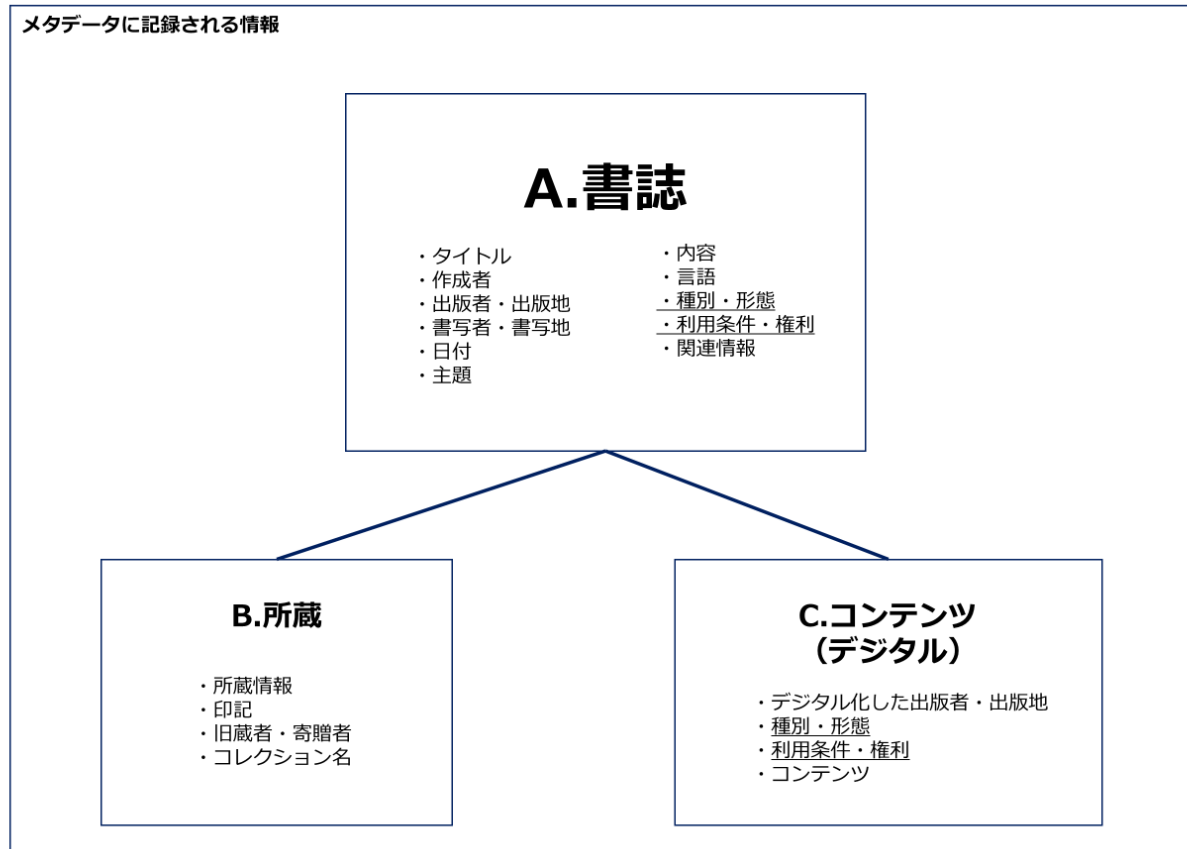 メタデータに記録される情報
A.書誌
・タイトル
・作成者
・出版者・出版地
・書写者・書写地
・日付
・主題
・内容
・言語
・種別・形態
・利用条件・権利
・関連情報
B.所蔵
・所蔵情報
・印記
・旧蔵者・寄贈者
・コレクション名
C.コンテンツ
（デジタル）
・デジタル化した出版者・出版地
・種別・形態
・利用条件・権利
・コンテンツ